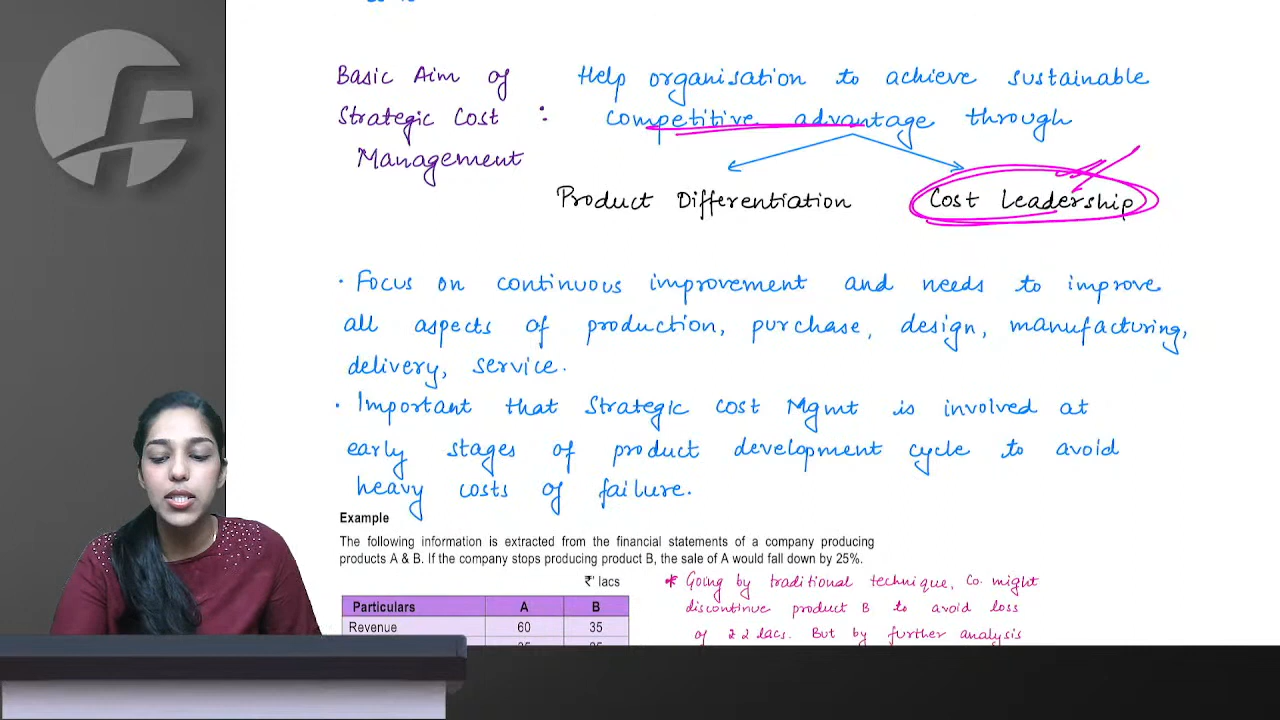 Basic Aim of Strategic Cost Management :
Help organisation to achieve sustainable
competitive advantage through
Product Differentiation
Cost Leadership
· Focus on continuous improvement and needs to improve
all aspects of production, purchase, design, manufacturing,
delivery, service.
· Important that Strategic Cost Mgmt is involved at
early stages of product development cycle to avoid
heavy costs of failure.
Example
The following information is extracted from the financial statements of a company producing
products A & B. If the company stops producing product B, the sale of A would fall down by 25%.
₹' lacs
Particulars A B
Revenue 60 35
* Going by traditional technique, Co. might
discontinue product B to avoid loss
of ₹ 2 lacs. But by further analysis